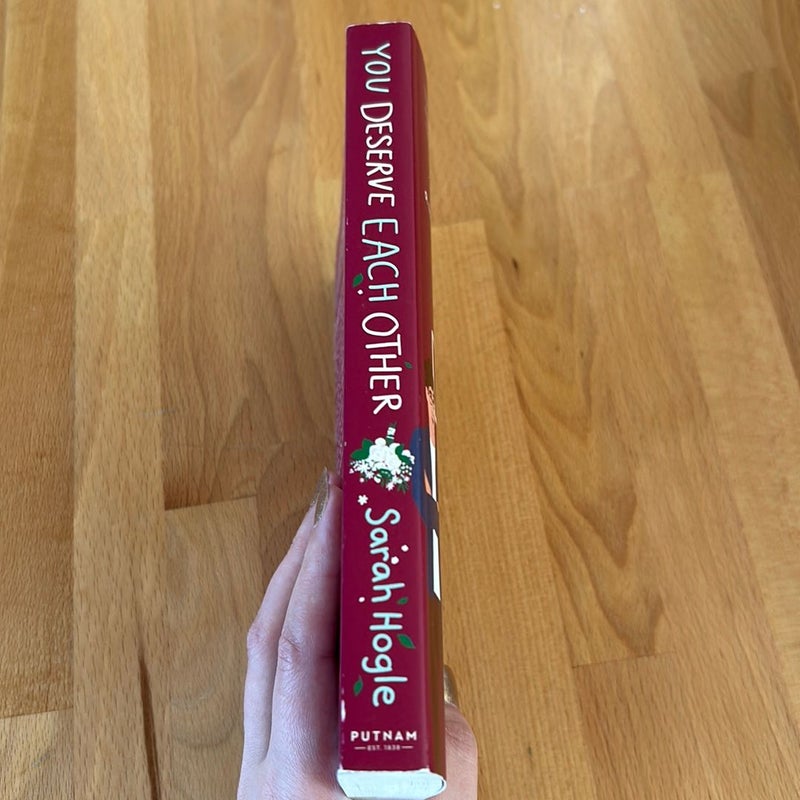 YOU DESERVE EACH OTHER
Sarah Hogle
PUTNAM
EST. 1838